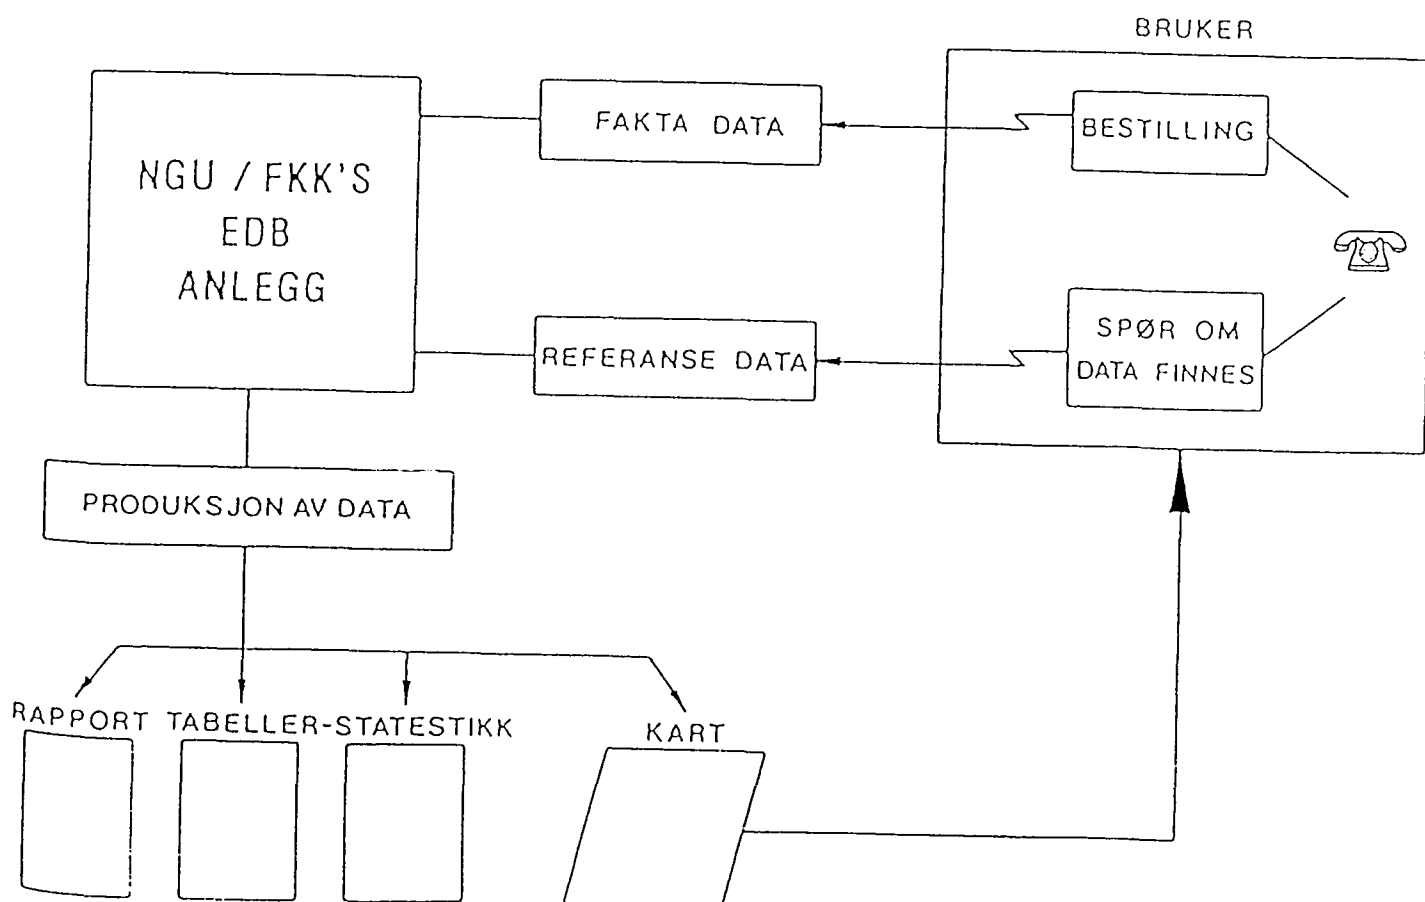 BRUKER
NGU / FKK'S
EDB
ANLEGG
FAKTA DATA
BESTILLING
REFERANSE DATA
SPØR OM
DATA FINNES
PRODUKSJON AV DATA
RAPPORT TABELLER-STATESTIKK
KART